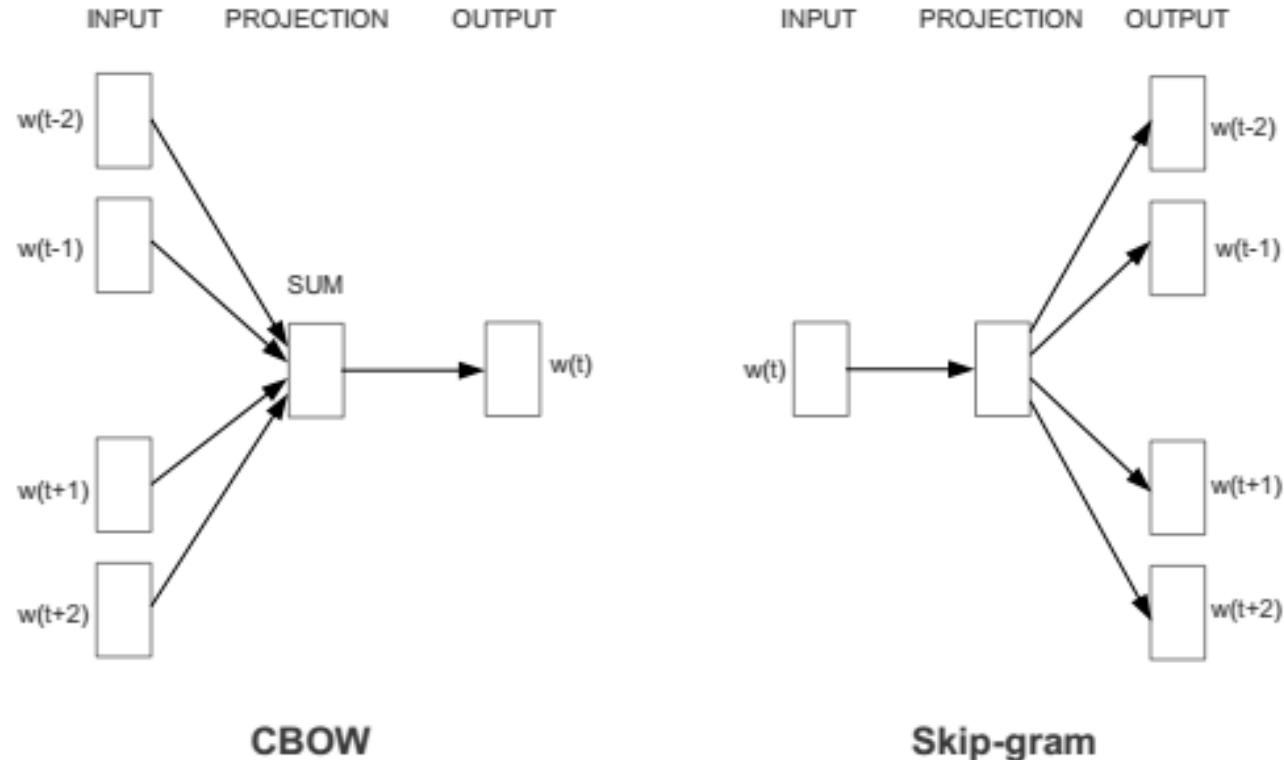 INPUT PROJECTION OUTPUT
w(t-2)
w(t-1)
SUM
w(t)
w(t+1)
w(t+2)
CBOW
INPUT PROJECTION OUTPUT
w(t-2)
w(t-1)
w(t)
w(t+1)
w(t+2)
Skip-gram